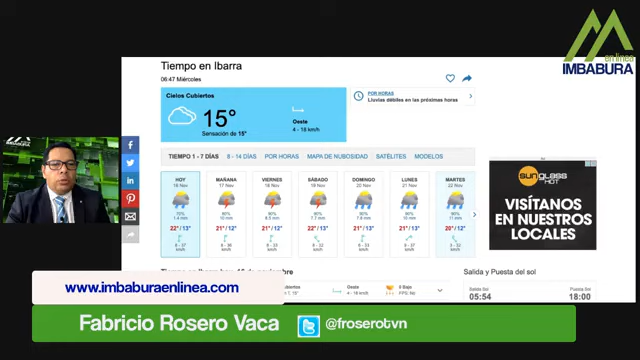 en línea
IMBABURA
Tiempo en Ibarra
06:47 Miércoles
Cielos Cubiertos
15°
Sensación de 15°
Oeste
4 - 18 km/h
POR HORAS
Lluvias débiles en las próximas horas
TIEMPO 1 - 7 DÍAS 8 - 14 DÍAS POR HORAS MAPA DE NUBOSIDAD SATÉLITES MODELOS
HOY MAÑANA VIERNES SÁBADO DOMINGO LUNES MARTES
16 Nov 17 Nov 18 Nov 19 Nov 20 Nov 21 Nov 22 Nov
22° / 13° 21° / 12° 21° / 12° 21° / 12° 21° / 13° 21° / 13° 20° / 12°
sunglass
HOT
VISÍTANOS
EN NUESTROS
LOCALES
IMBABURA
Salida y Puesta del sol
05:54 18:00
www.imbaburaenlinea.com
Fabricio Rosero Vaca @froserotvn